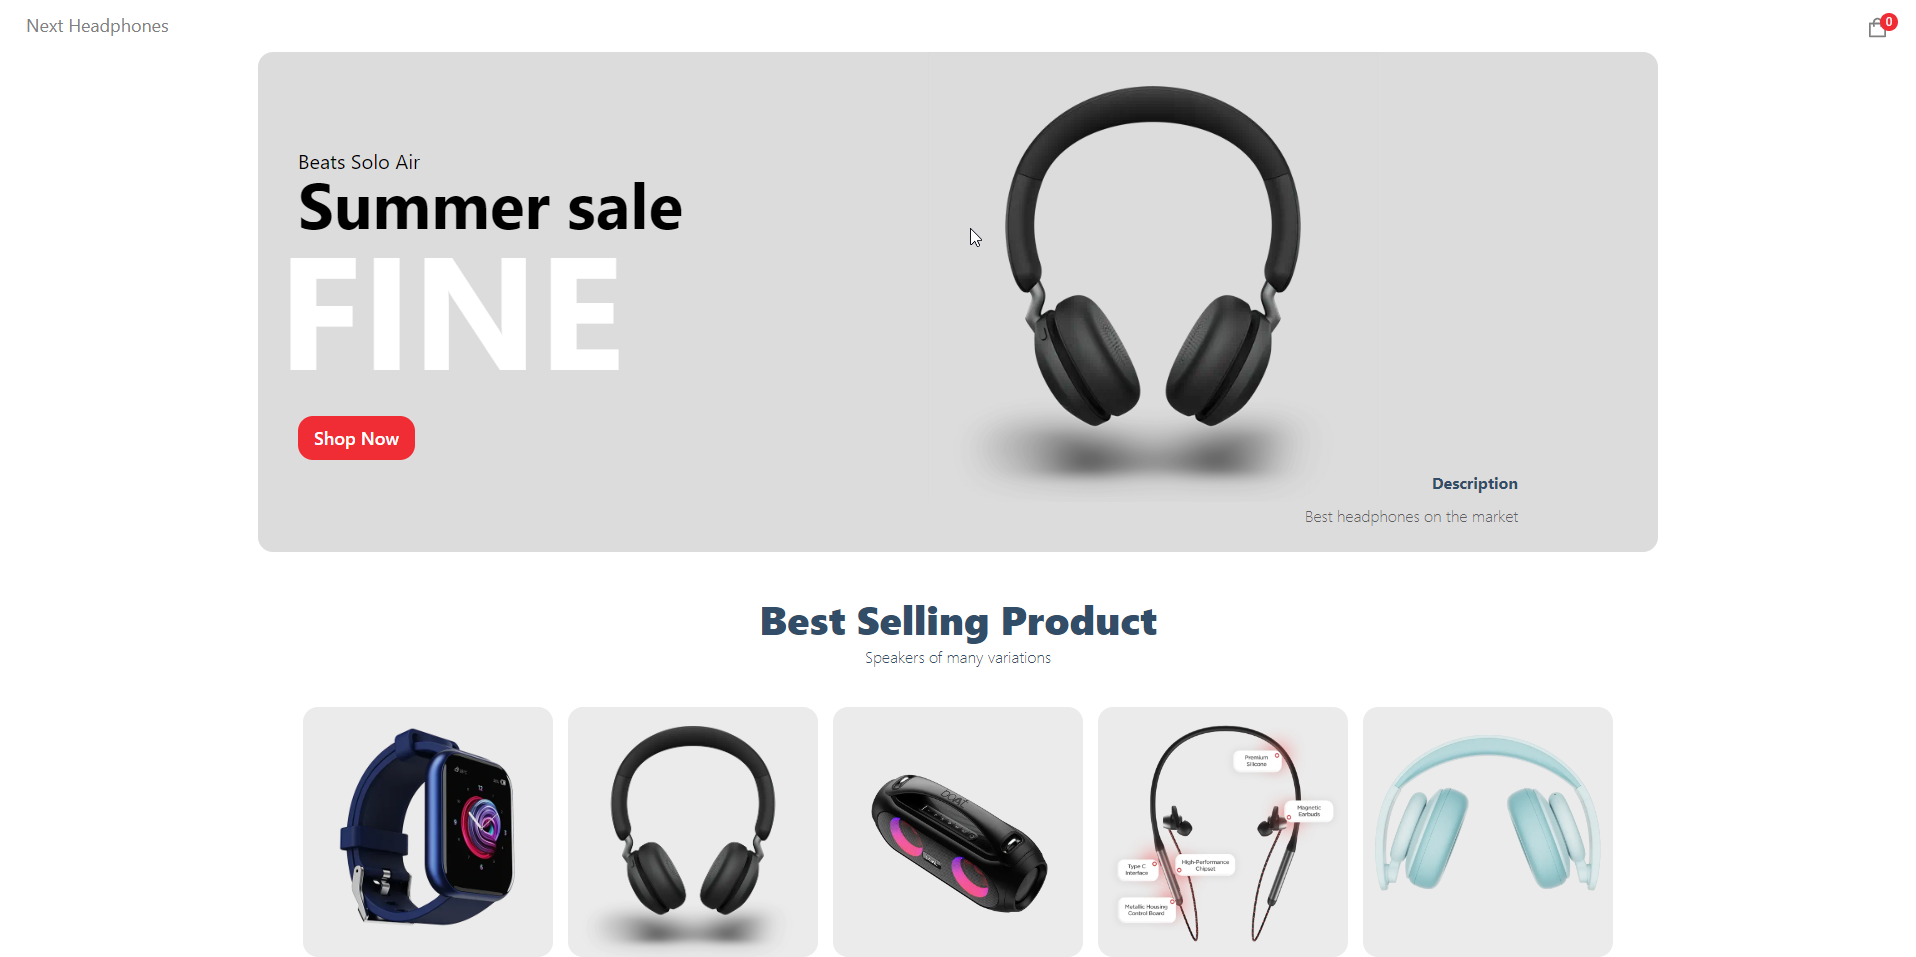 Next Headphones
0
Beats Solo Air
Summer sale
FINE
Shop Now
Description
Best headphones on the market
Best Selling Product
Speakers of many variations
boAt
Premium
Silicone
Magnetic
Earbuds
High-Performance
Chipset
Type C
Interface
Metallic Housing
Control Board